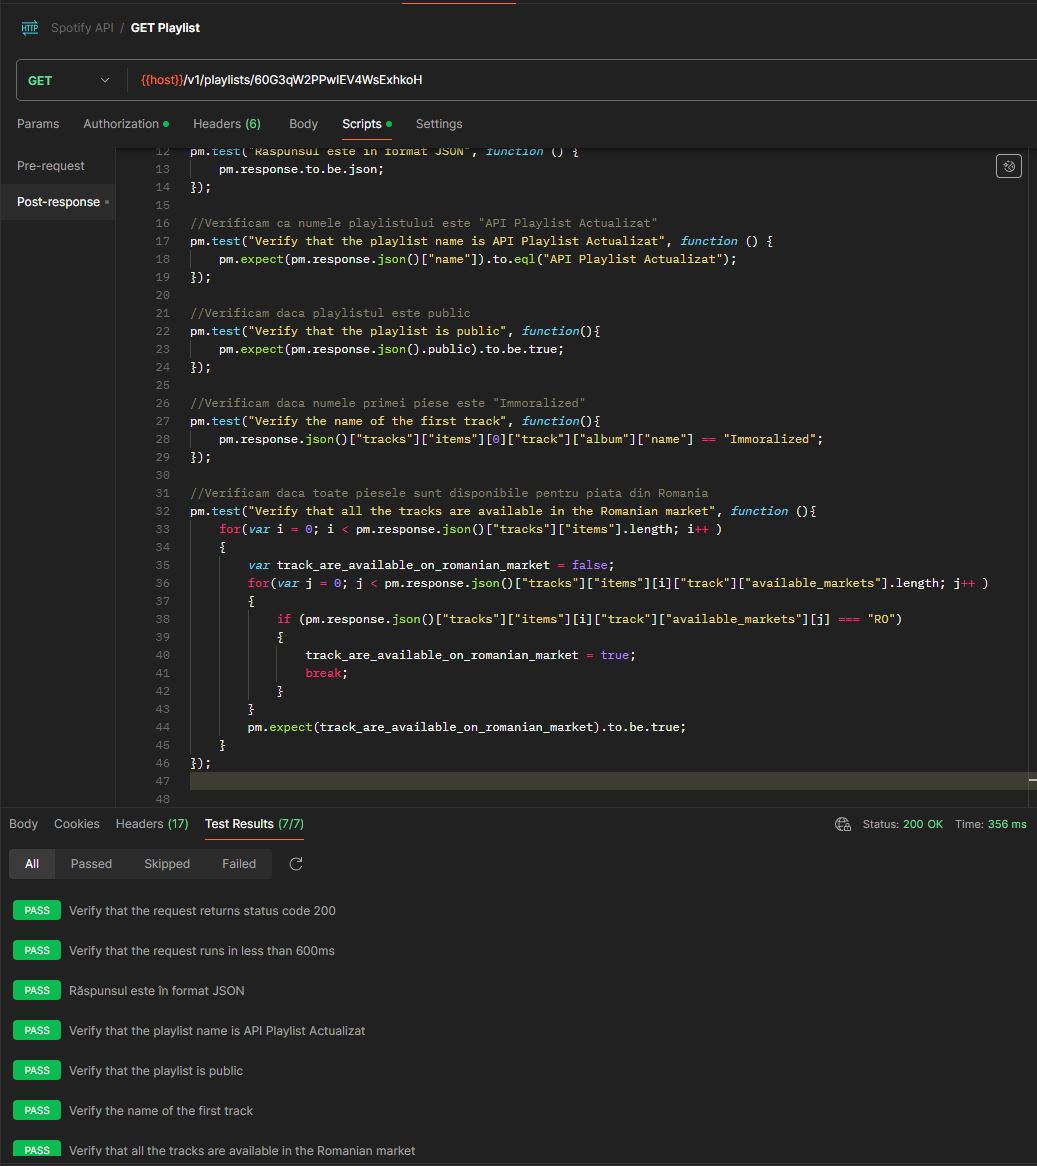 HTTP Spotify API / GET Playlist
GET {{host}}/v1/playlists/60G3qW2PPwIEV4WsExhkoH
Params Authorization Headers (6) Body Scripts Settings
Pre-request
Post-response
12 pm.test("Răspunsul este în format JSON", function () {
13 pm.response.to.be.json;
14 });
15
16 //Verificam ca numele playlistului este "API Playlist Actualizat"
17 pm.test("Verify that the playlist name is API Playlist Actualizat", function () {
18 pm.expect(pm.response.json()["name"]).to.eql("API Playlist Actualizat");
19 });
20
21 //Verificam daca playlistul este public
22 pm.test("Verify that the playlist is public", function(){
23 pm.expect(pm.response.json().public).to.be.true;
24 });
25
26 //Verificam daca numele primei piese este "Immoralized"
27 pm.test("Verify the name of the first track", function(){
28 pm.response.json()["tracks"]["items"][0]["track"]["album"]["name"] == "Immoralized";
29 });
30
31 //Verificam daca toate piesele sunt disponibile pentru piata din Romania
32 pm.test("Verify that all the tracks are available in the Romanian market", function (){
33 for(var i = 0; i < pm.response.json()["tracks"]["items"].length; i++ )
34 {
35 var track_are_available_on_romanian_market = false;
36 for(var j = 0; j < pm.response.json()["tracks"]["items"][i]["track"]["available_markets"].length; j++ )
37 {
38 if (pm.response.json()["tracks"]["items"][i]["track"]["available_markets"][j] === "RO")
39 {
40 track_are_available_on_romanian_market = true;
41 break;
42 }
43 }
44 pm.expect(track_are_available_on_romanian_market).to.be.true;
45 }
46 });
47
48
Body Cookies Headers (17) Test Results (7/7) Status: 200 OK Time: 356 ms
All Passed Skipped Failed
PASS Verify that the request returns status code 200
PASS Verify that the request runs in less than 600ms
PASS Răspunsul este în format JSON
PASS Verify that the playlist name is API Playlist Actualizat
PASS Verify that the playlist is public
PASS Verify the name of the first track
PASS Verify that all the tracks are available in the Romanian market